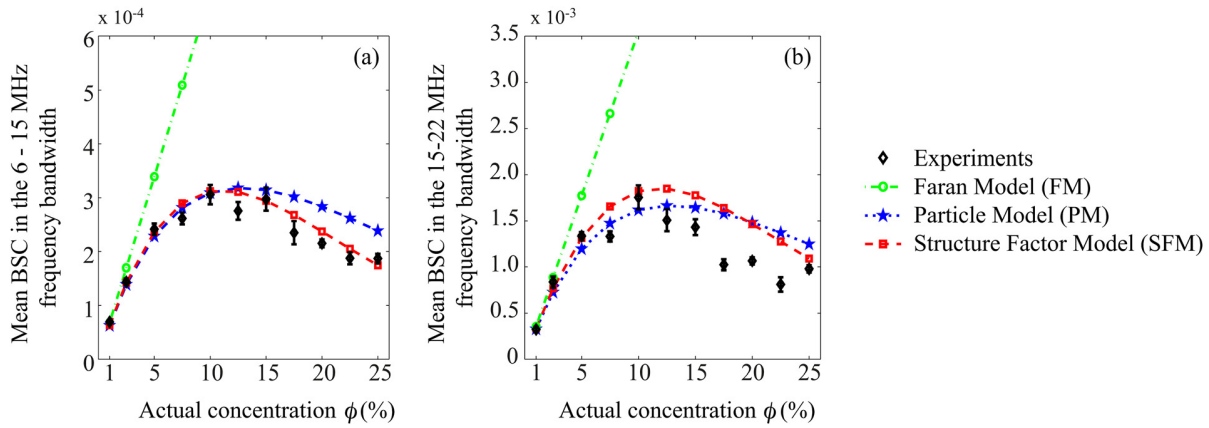 x 10⁻⁴
6
5
4
3
2
1
0
(a)
Mean BSC in the 6 - 15 MHz
frequency bandwidth
1 5 10 15 20 25
Actual concentration ϕ (%)
x 10⁻³
3.5
3.0
2.5
2.0
1.5
1.0
0.5
0
(b)
Mean BSC in the 15-22 MHz
frequency bandwidth
1 5 10 15 20 25
Actual concentration ϕ (%)
Experiments
Faran Model (FM)
Particle Model (PM)
Structure Factor Model (SFM)